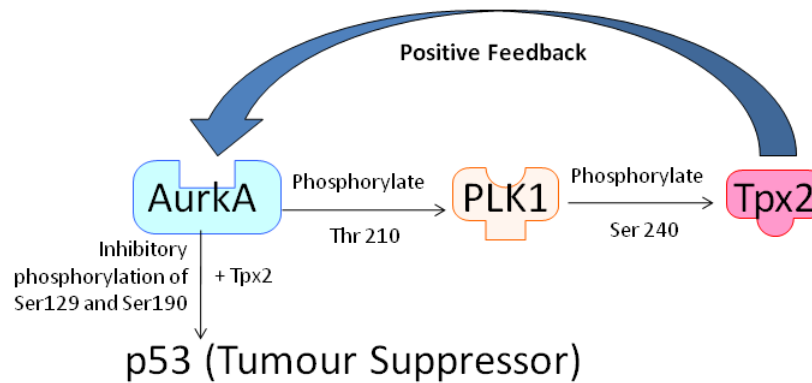 Positive Feedback
AurkA
Phosphorylate
Thr 210
PLK1
Phosphorylate
Ser 240
Tpx2
Inhibitory
phosphorylation of
Ser129 and Ser190
+ Tpx2
p53 (Tumour Suppressor)